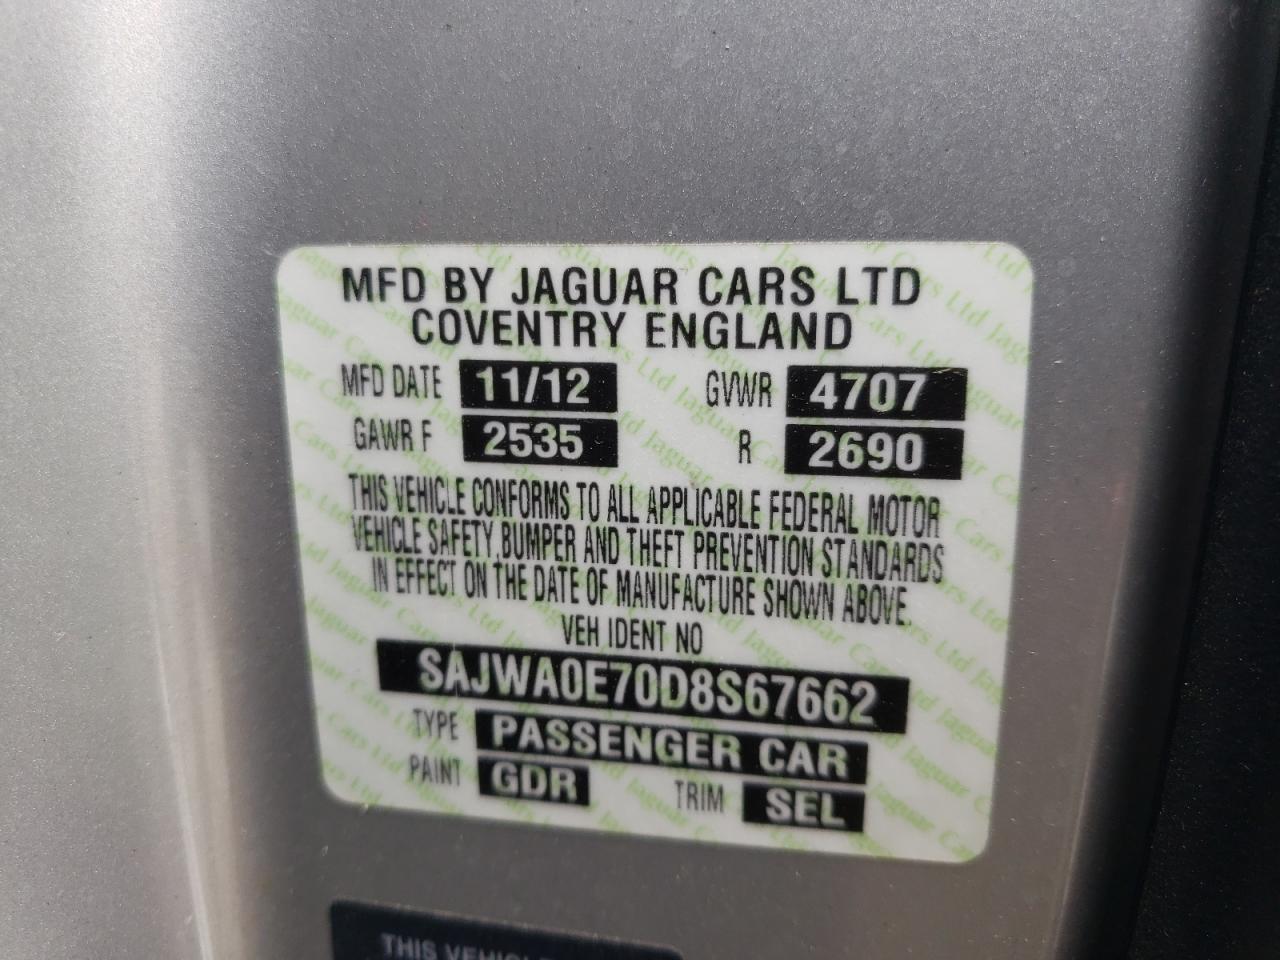 MFD BY JAGUAR CARS LTD
COVENTRY ENGLAND
MFD DATE 11/12 GVWR 4707
GAWR F 2535 R 2690
THIS VEHICLE CONFORMS TO ALL APPLICABLE FEDERAL MOTOR
VEHICLE SAFETY, BUMPER AND THEFT PREVENTION STANDARDS
IN EFFECT ON THE DATE OF MANUFACTURE SHOWN ABOVE.
VEH IDENT NO
SAJWA0E70D8S67662
TYPE PASSENGER CAR
PAINT GDR TRIM SEL
THIS VEHICLE